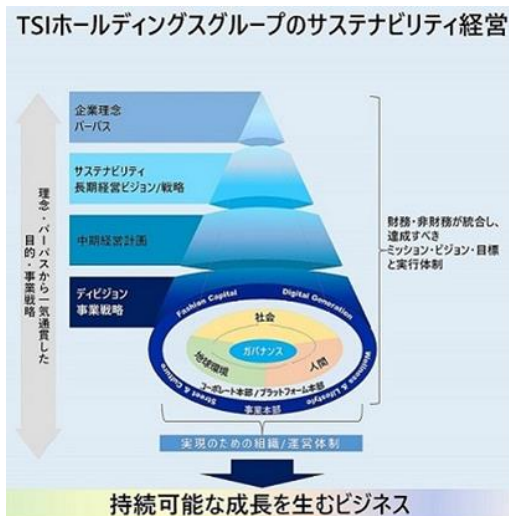 TSIホールディングスグループのサステナビリティ経営
企業理念
パーパス
サステナビリティ
長期経営ビジョン/戦略
中期経営計画
ディビジョン
事業戦略
理念・パーパスから一気通貫した
目的・事業戦略
財務・非財務が統合し、
達成すべき
ミッション・ビジョン・目標
と実行体制
Fashion Capital
Digital Generation
社会
地球環境
ガバナンス
人間
コーポレート本部/プラットフォーム本部
Street & Culture
事業本部
Wellness & Lifestyle
実現のための組織/運営体制
持続可能な成長を生むビジネス